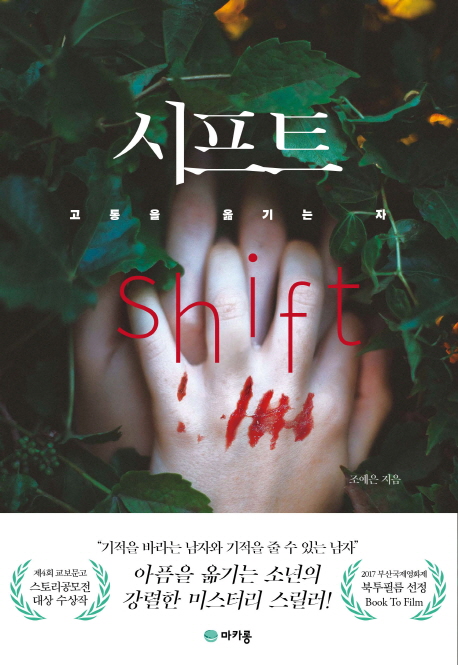 시프트
고통을 옮기는 자
shift
조예은 지음
“기적을 바라는 남자와 기적을 줄 수 있는 남자”
아픔을 옮기는 소년의
강렬한 미스터리 스릴러!
제4회 교보문고
스토리공모전
대상 수상작
2017 부산국제영화제
북투필름 선정
Book To Film
마카롱